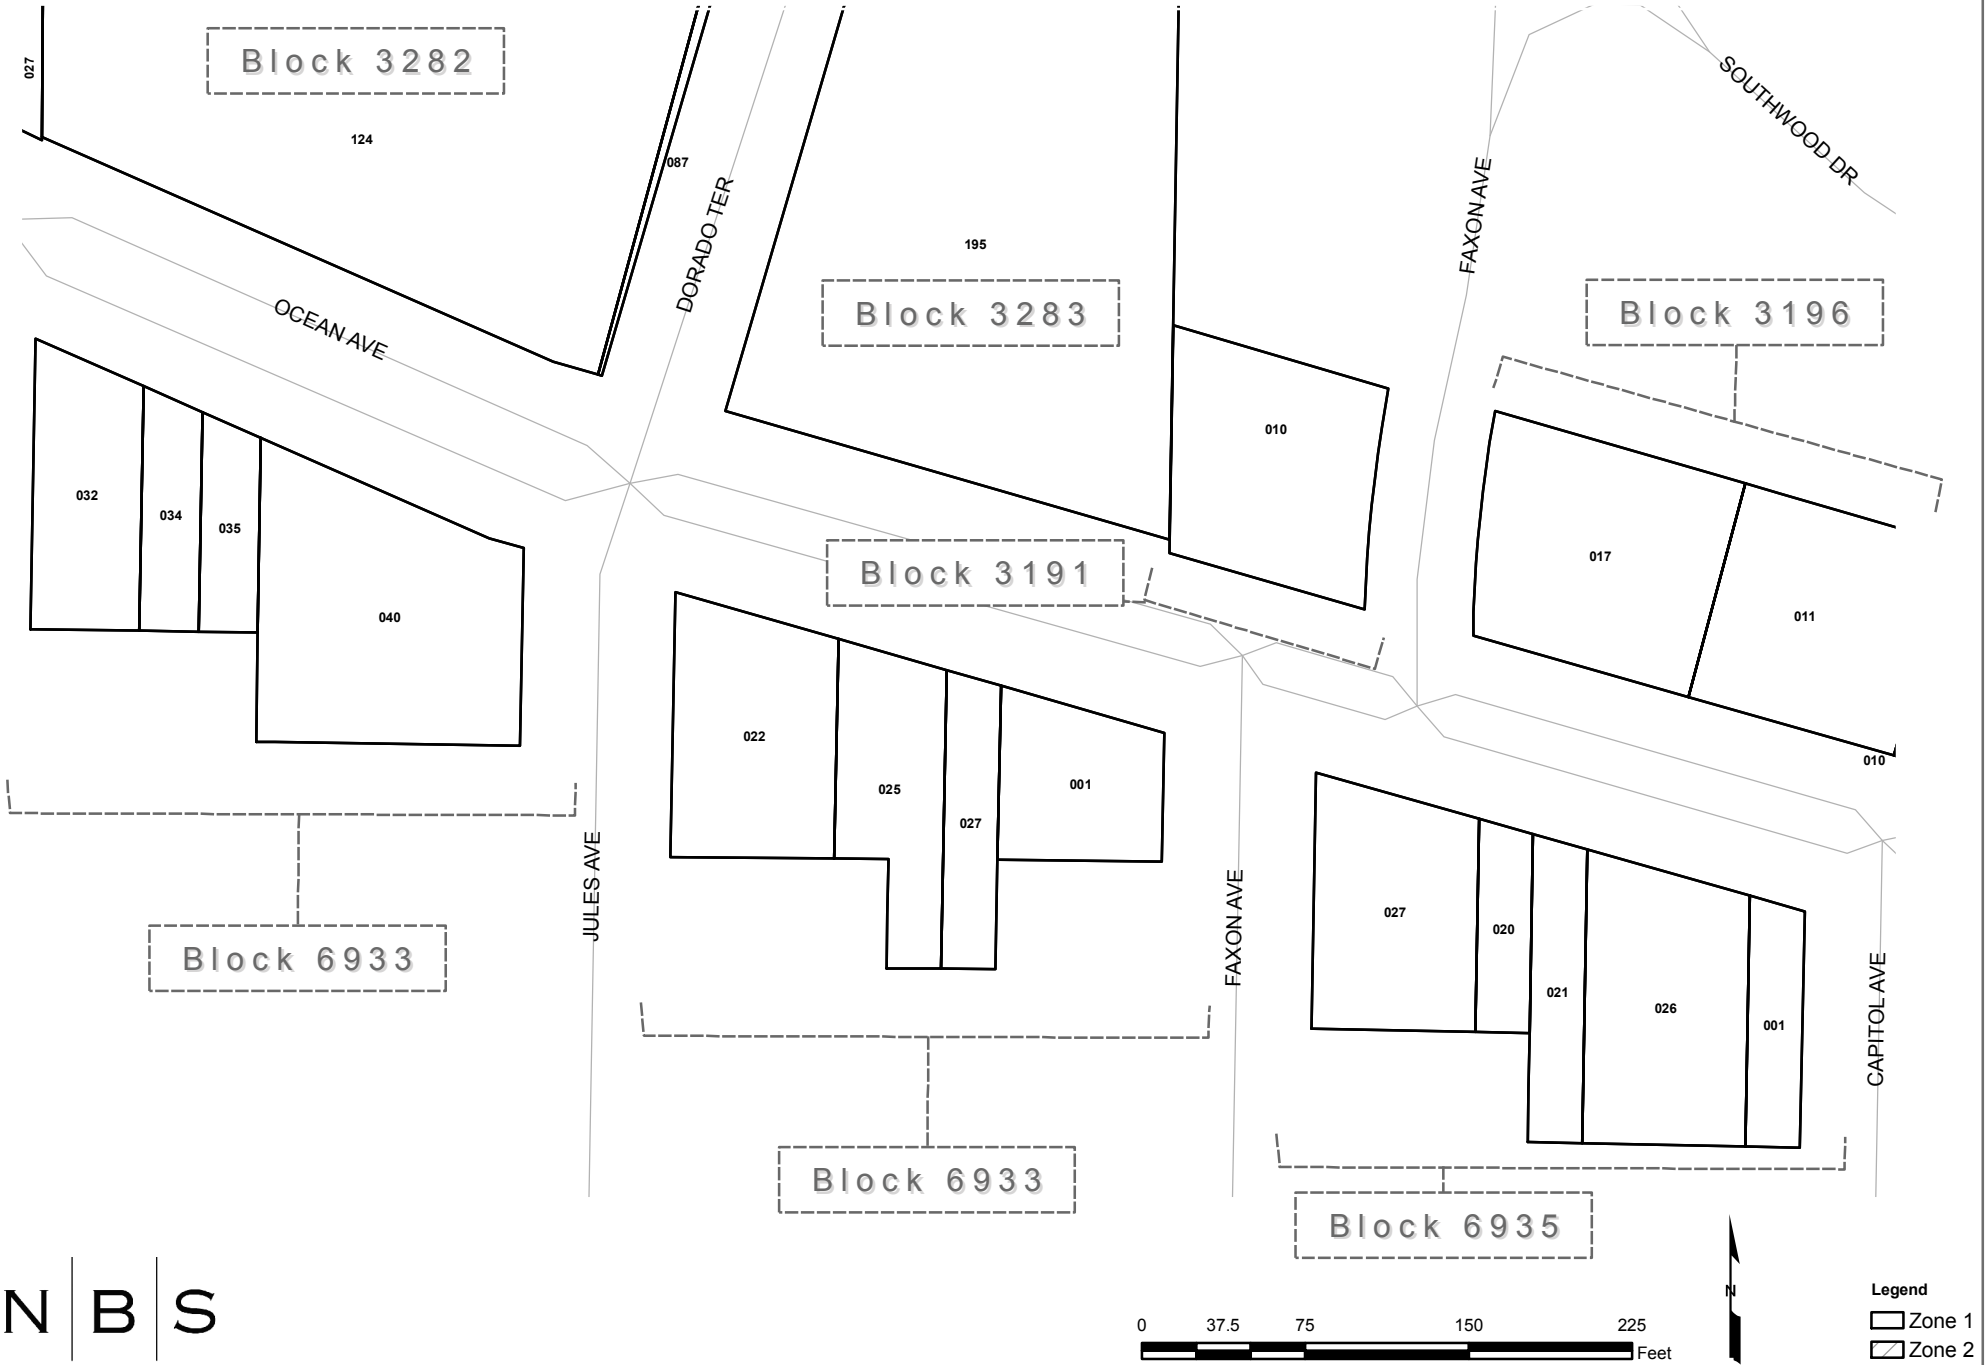 Block 3282
027
124
087
SOUTHWOOD DR
FAXON AVE
DORADO TER
195
Block 3283
Block 3196
OCEAN AVE
010
032
034
035
040
017
011
Block 3191
022
025
027
001
010
JULES AVE
FAXON AVE
027
020
021
026
001
CAPITOL AVE
Block 6933
Block 6933
Block 6935
N B S
0 37.5 75 150 225
Feet
N
Legend
Zone 1
Zone 2